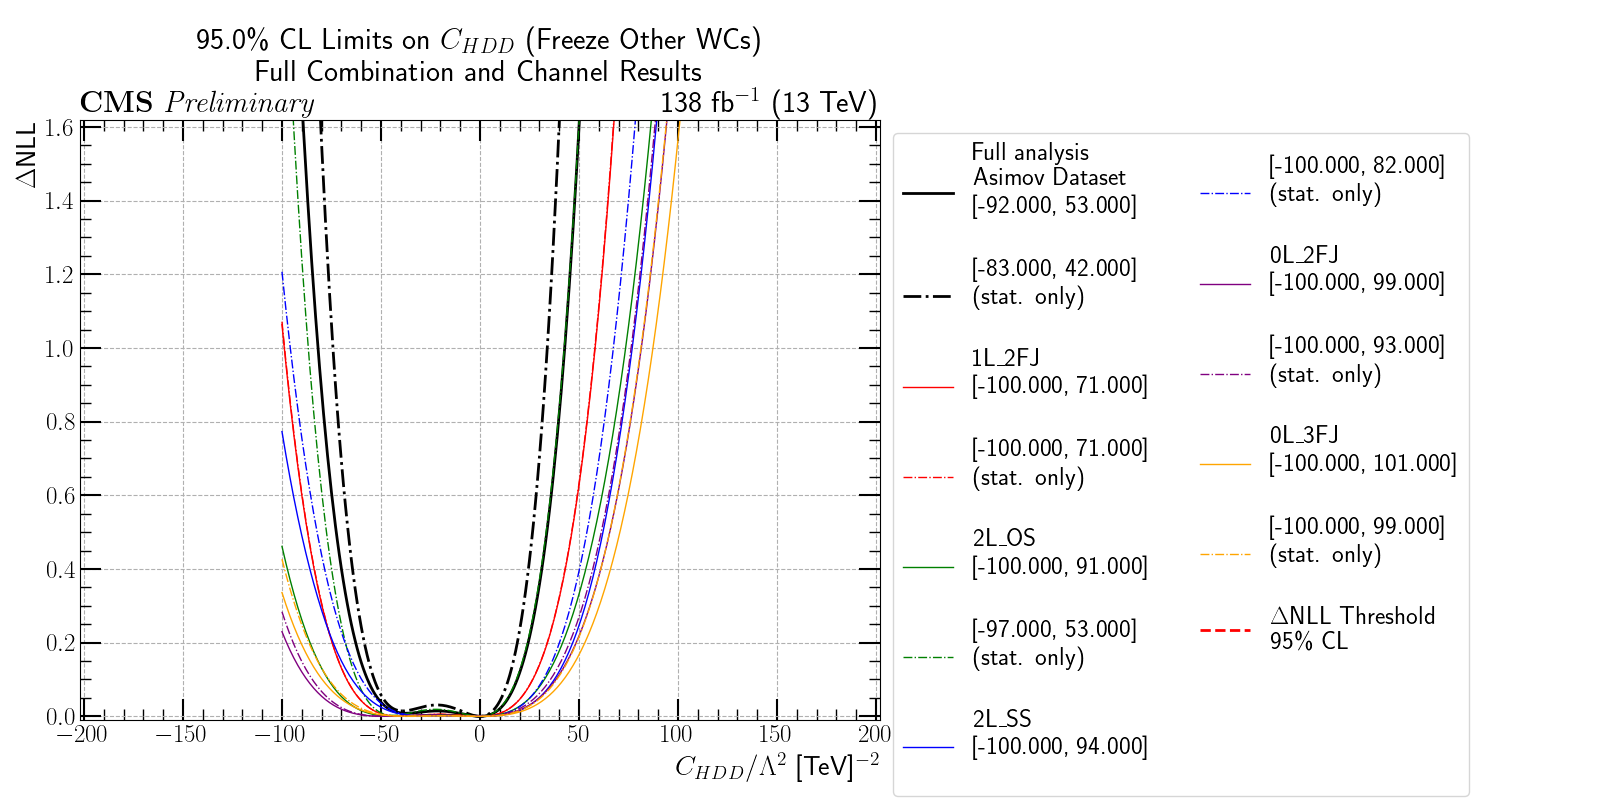 95.0% CL Limits on C_HDD (Freeze Other WCs)
Full Combination and Channel Results
CMS Preliminary
138 fb⁻¹ (13 TeV)
ΔNLL
1.6
1.4
1.2
1.0
0.8
0.6
0.4
0.2
0.0
−200 −150 −100 −50 0 50 100 150 200
C_HDD/Λ² [TeV]⁻²
Full analysis
Asimov Dataset
[-92.000, 53.000]
[-83.000, 42.000]
(stat. only)
1L_2FJ
[-100.000, 71.000]
[-100.000, 71.000]
(stat. only)
2L_OS
[-100.000, 91.000]
[-97.000, 53.000]
(stat. only)
2L_SS
[-100.000, 94.000]
[-100.000, 82.000]
(stat. only)
0L_2FJ
[-100.000, 99.000]
[-100.000, 93.000]
(stat. only)
0L_3FJ
[-100.000, 101.000]
[-100.000, 99.000]
(stat. only)
ΔNLL Threshold
95% CL